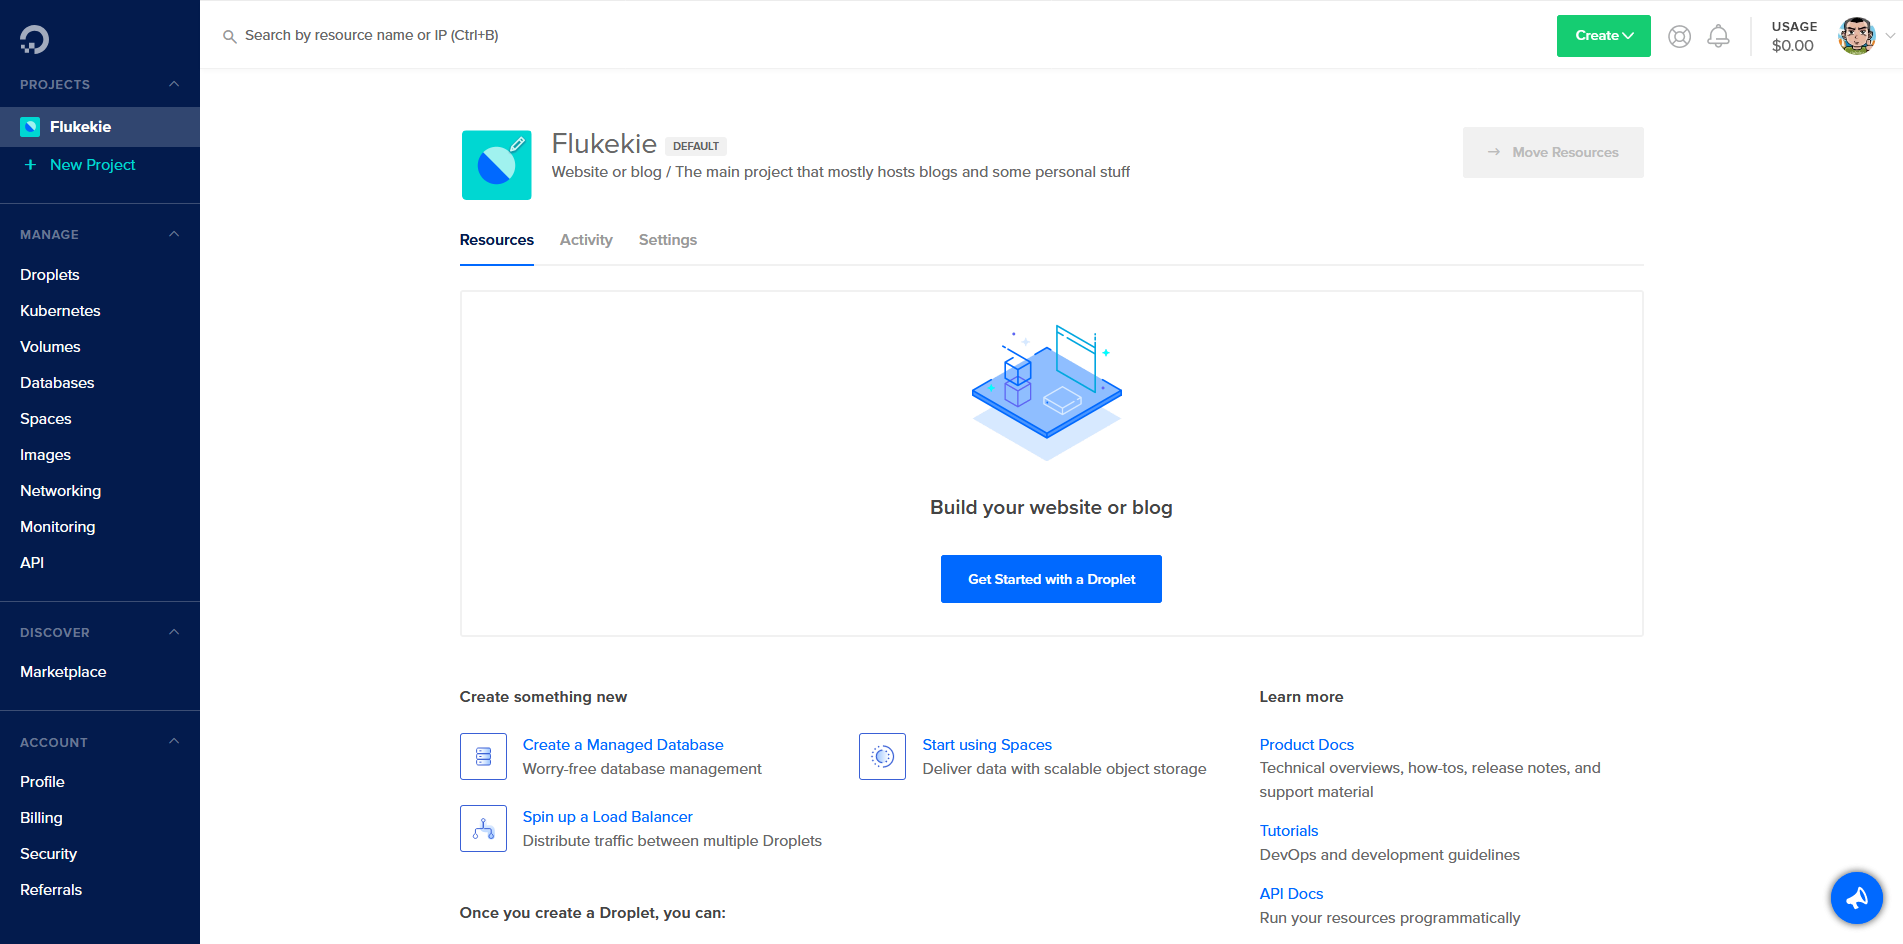 Search by resource name or IP (Ctrl+B)
Create
USAGE
$0.00
PROJECTS
Flukekie
New Project
MANAGE
Droplets
Kubernetes
Volumes
Databases
Spaces
Images
Networking
Monitoring
API
DISCOVER
Marketplace
ACCOUNT
Profile
Billing
Security
Referrals
Flukekie DEFAULT
Website or blog / The main project that mostly hosts blogs and some personal stuff
Move Resources
Resources Activity Settings
Build your website or blog
Get Started with a Droplet
Create something new
Create a Managed Database
Worry-free database management
Start using Spaces
Deliver data with scalable object storage
Spin up a Load Balancer
Distribute traffic between multiple Droplets
Once you create a Droplet, you can:
Learn more
Product Docs
Technical overviews, how-tos, release notes, and
support material
Tutorials
DevOps and development guidelines
API Docs
Run your resources programmatically